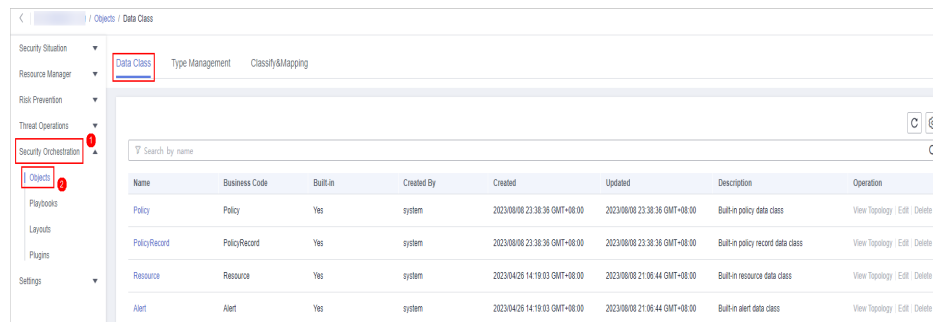 / Objects / Data Class
Security Situation
Resource Manager
Risk Prevention
Threat Operations
Security Orchestration
1
Objects
2
Playbooks
Layouts
Plugins
Settings
Data Class Type Management Classify&Mapping
Search by name
Name Business Code Built-in Created By Created Updated Description Operation
Policy Policy Yes system 2023/08/08 23:38:36 GMT+08:00 2023/08/08 23:38:36 GMT+08:00 Built-in policy data class View Topology | Edit | Delete
PolicyRecord PolicyRecord Yes system 2023/08/08 23:38:36 GMT+08:00 2023/08/08 23:38:36 GMT+08:00 Built-in policy record data class View Topology | Edit | Delete
Resource Resource Yes system 2023/04/26 14:19:03 GMT+08:00 2023/08/08 21:06:44 GMT+08:00 Built-in resource data class View Topology | Edit | Delete
Alert Alert Yes system 2023/04/26 14:19:03 GMT+08:00 2023/08/08 21:06:44 GMT+08:00 Built-in alert data class View Topology | Edit | Delete